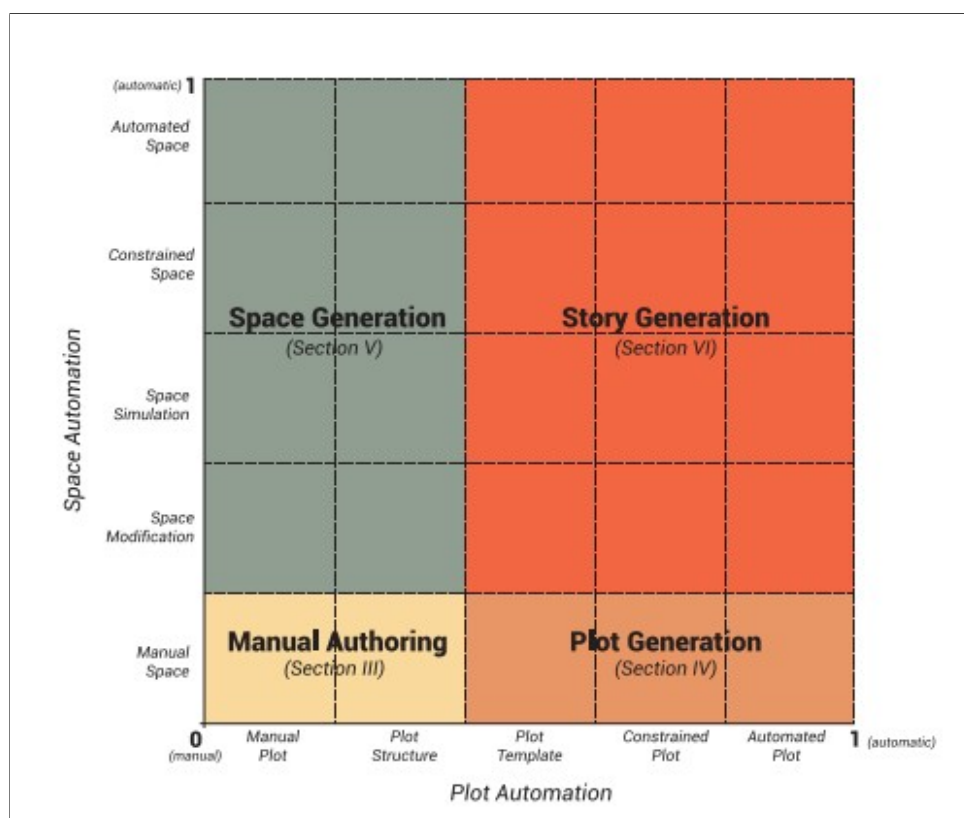 (automatic) 1
Automated
Space
Constrained
Space
Space Generation
(Section V)
Story Generation
(Section VI)
Space Automation
Space
Simulation
Space
Modification
Manual Authoring
(Section III)
Plot Generation
(Section IV)
Manual
Space
0
(manual)
Manual
Plot
Plot
Structure
Plot
Template
Constrained
Plot
Automated
Plot
1 (automatic)
Plot Automation